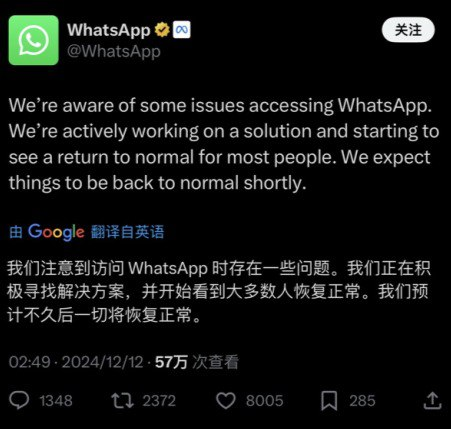 WhatsApp
关注
@WhatsApp
We’re aware of some issues accessing WhatsApp.
We’re actively working on a solution and starting to
see a return to normal for most people. We expect
things to be back to normal shortly.
由 Google 翻译自英语
我们注意到访问 WhatsApp 时存在一些问题。我们正在积
极寻找解决方案，并开始看到大多数人恢复正常。我们预
计不久后一切将恢复正常。
02:49 · 2024/12/12 · 57万 次查看
1348 2372 8005 285